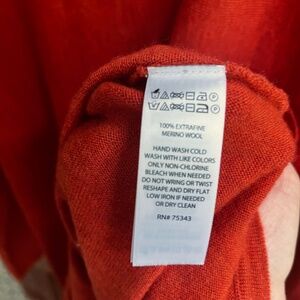 100% EXTRAFINE
MERINO WOOL
HAND WASH COLD
WASH WITH LIKE COLORS
ONLY NON-CHLORINE
BLEACH WHEN NEEDED
DO NOT WRING OR TWIST
RESHAPE AND DRY FLAT
LOW IRON IF NEEDED
OR DRY CLEAN
RN# 75343